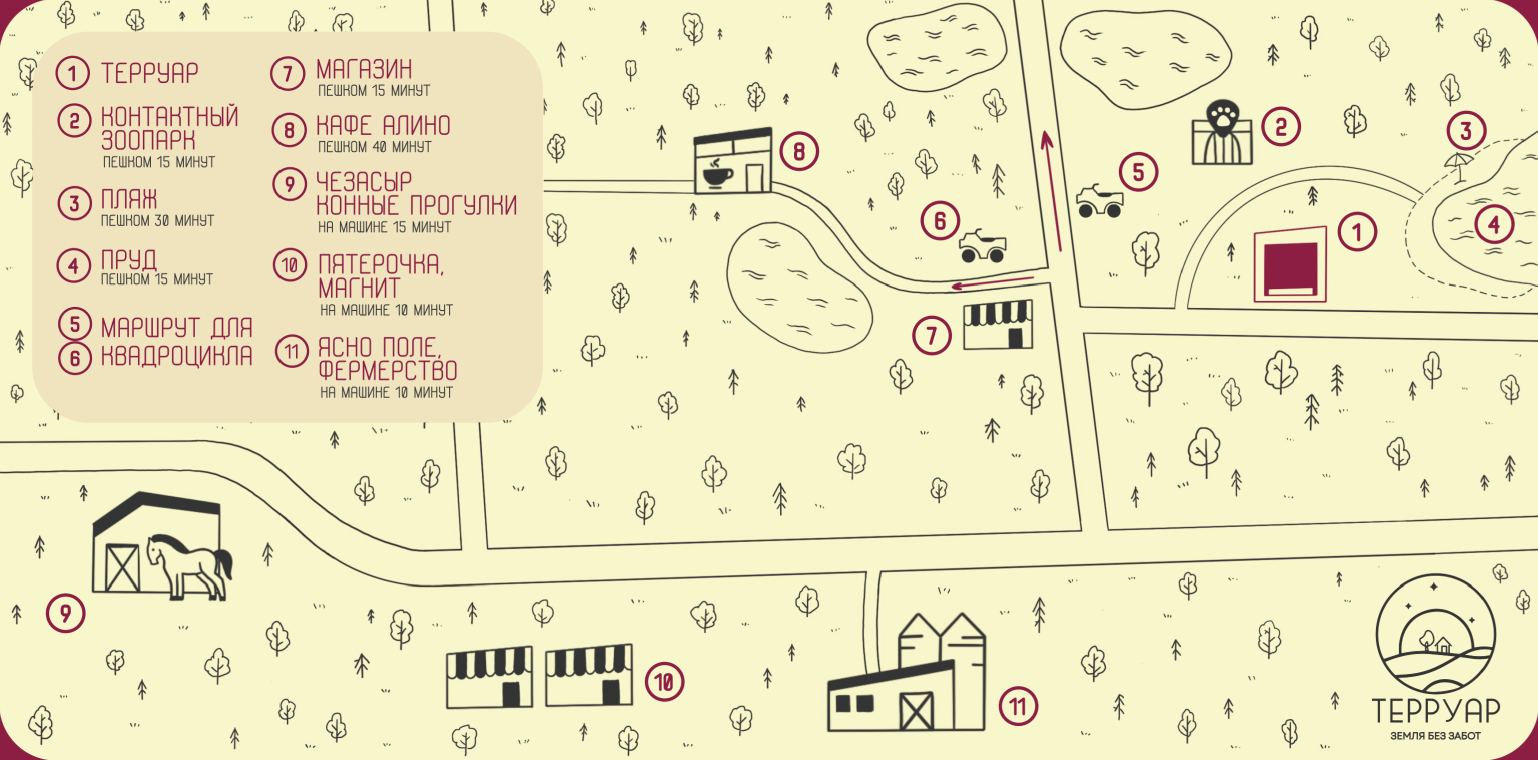 1 ТЕРРУАР
2 КОНТАКТНЫЙ
ЗООПАРК
ПЕШКОМ 15 МИНУТ
3 ПЛЯЖ
ПЕШКОМ 30 МИНУТ
4 ПРУД
ПЕШКОМ 15 МИНУТ
5 МАРШРУТ ДЛЯ
6 КВАДРОЦИКЛА
7 МАГАЗИН
ПЕШКОМ 15 МИНУТ
8 КАФЕ АЛИНО
ПЕШКОМ 40 МИНУТ
9 ЧЕЗАСЫР
КОННЫЕ ПРОГУЛКИ
НА МАШИНЕ 15 МИНУТ
10 ПЯТЕРОЧКА,
МАГНИТ
НА МАШИНЕ 10 МИНУТ
11 ЯСНО ПОЛЕ,
ФЕРМЕРСТВО
НА МАШИНЕ 10 МИНУТ
8
2
3
5
6
4
1
7
9
10
11
ТЕРРУАР
ЗЕМЛЯ БЕЗ ЗАБОТ